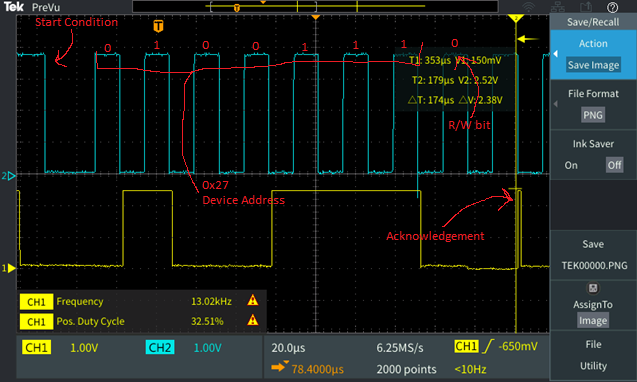 Tek PreVu
Start Condition
T
0 1 0 0 1 1 1 0
T1: 353µs V1: 150mV
T2: 179µs V2: 2.52V
△T: 174µs △V: 2.38V
R/W bit
0x27
Device Address
Acknowledgement
2
1
CH1 Frequency 13.02kHz
CH1 Pos. Duty Cycle 32.51%
CH1 1.00V CH2 1.00V
20.0µs 6.25MS/s CH1 -650mV
78.4000µs 2000 points <10Hz
Save/Recall
Action
Save Image
File Format
PNG
Ink Saver
On Off
Save
TEK00000.PNG
AssignTo
Image
File
Utility